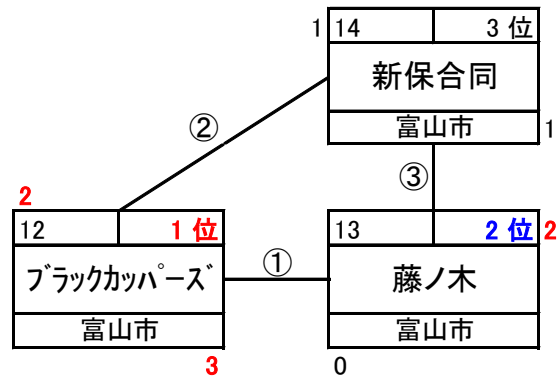 1 14 3位
新保合同
富山市 1
②
③
2
12 1位
ブラックカッパーズ
富山市
3
①
13 2位 2
藤ノ木
富山市
0